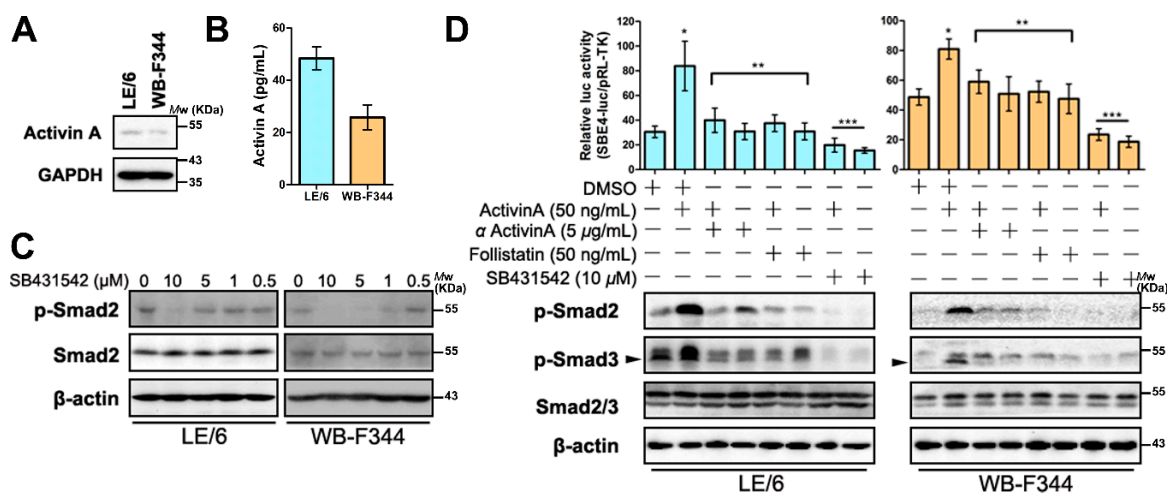 A
LE/6
WB-F344
Mw (KDa)
Activin A
55
GAPDH
43
35
B
Activin A (pg/mL)
60
40
20
0
LE/6 WB-F344
C
SB431542 (µM) 0 10 5 1 0.5 0 10 5 1 0.5 Mw (KDa)
p-Smad2 55
Smad2 55
β-actin 43
LE/6 WB-F344
D
Relative luc activity
(SBE4-luc/pRL-TK)
120
100
80
60
40
20
0
* ** ***
100
80
60
40
20
0
* ** ***
DMSO + + − − − − − − + + − − − − − −
ActivinA (50 ng/mL) − + + − + − + − − + + − + − + −
α ActivinA (5 µg/mL) − − + + − − − − − − + + − − − −
Follistatin (50 ng/mL) − − − − + + − − − − − − + + − −
SB431542 (10 µM) − − − − − − + + − − − − − − + + Mw (KDa)
p-Smad2 55
p-Smad3 55
Smad2/3 55
β-actin 43
LE/6 WB-F344